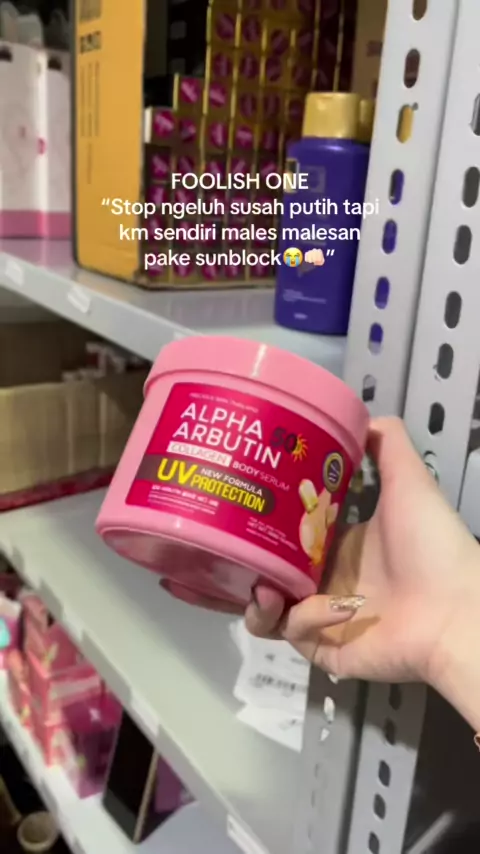 FOOLISH ONE
“Stop ngeluh susah putih tapi
km sendiri males malesan
pake sunblock😭👊🏻”
ALPHA
ARBUTIN
50
COLLAGEN BODY SERUM
NEW FORMULA
UV PROTECTION